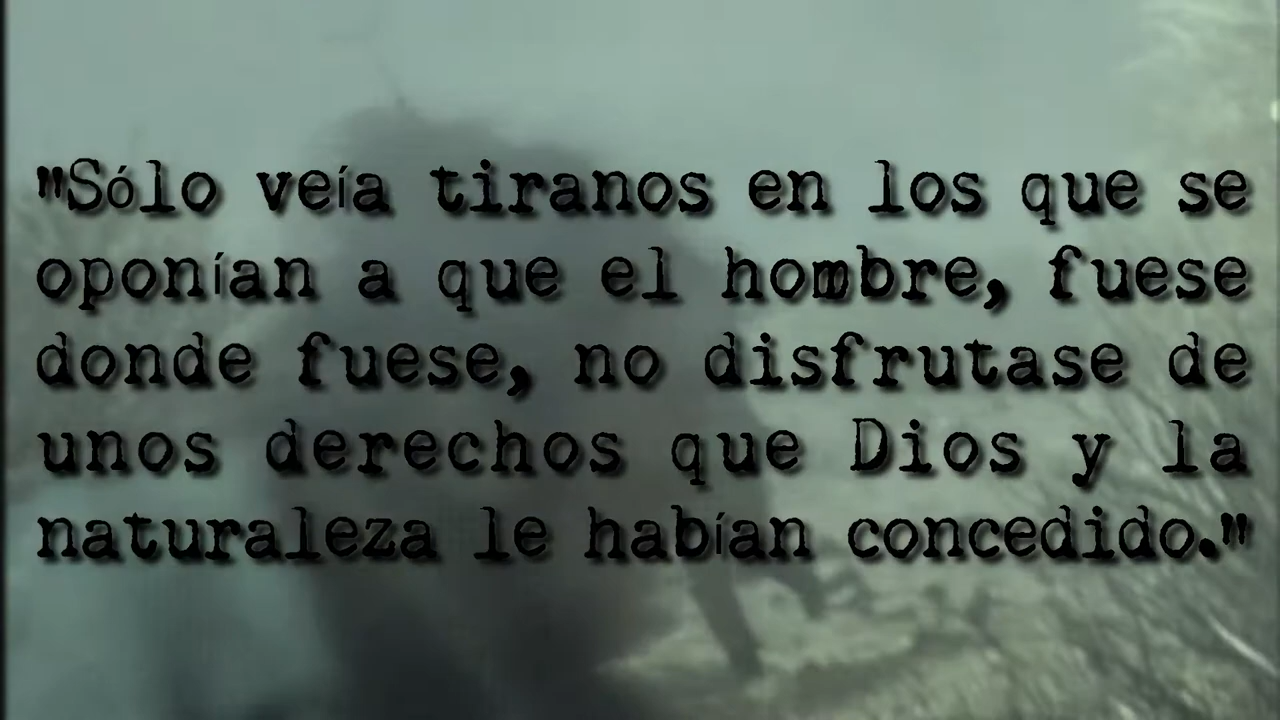 "Sólo veía tiranos en los que se
oponían a que el hombre, fuese
donde fuese, no disfrutase de
unos derechos que Dios y la
naturaleza le habían concedido."